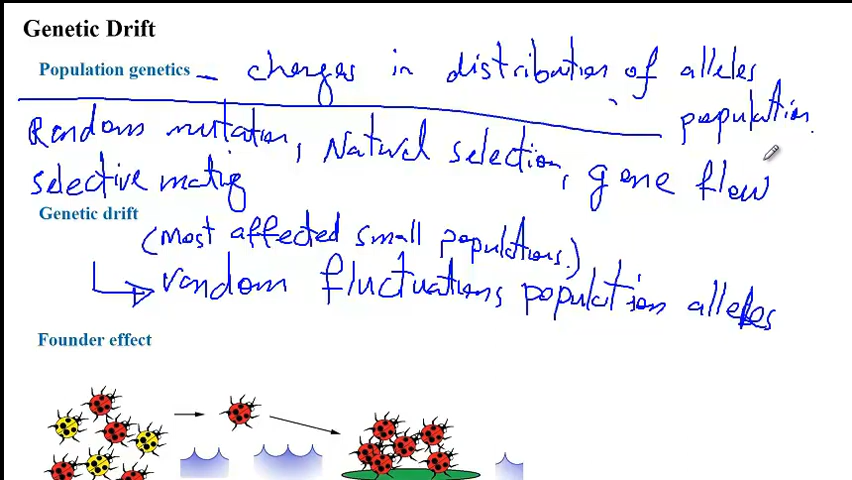 Genetic Drift
Population genetics – changes in distribution of alleles
population.
Random mutation, Natural selection, gene flow
selective mating
Genetic drift
(most affected small populations.)
random fluctuations population alleles
Founder effect